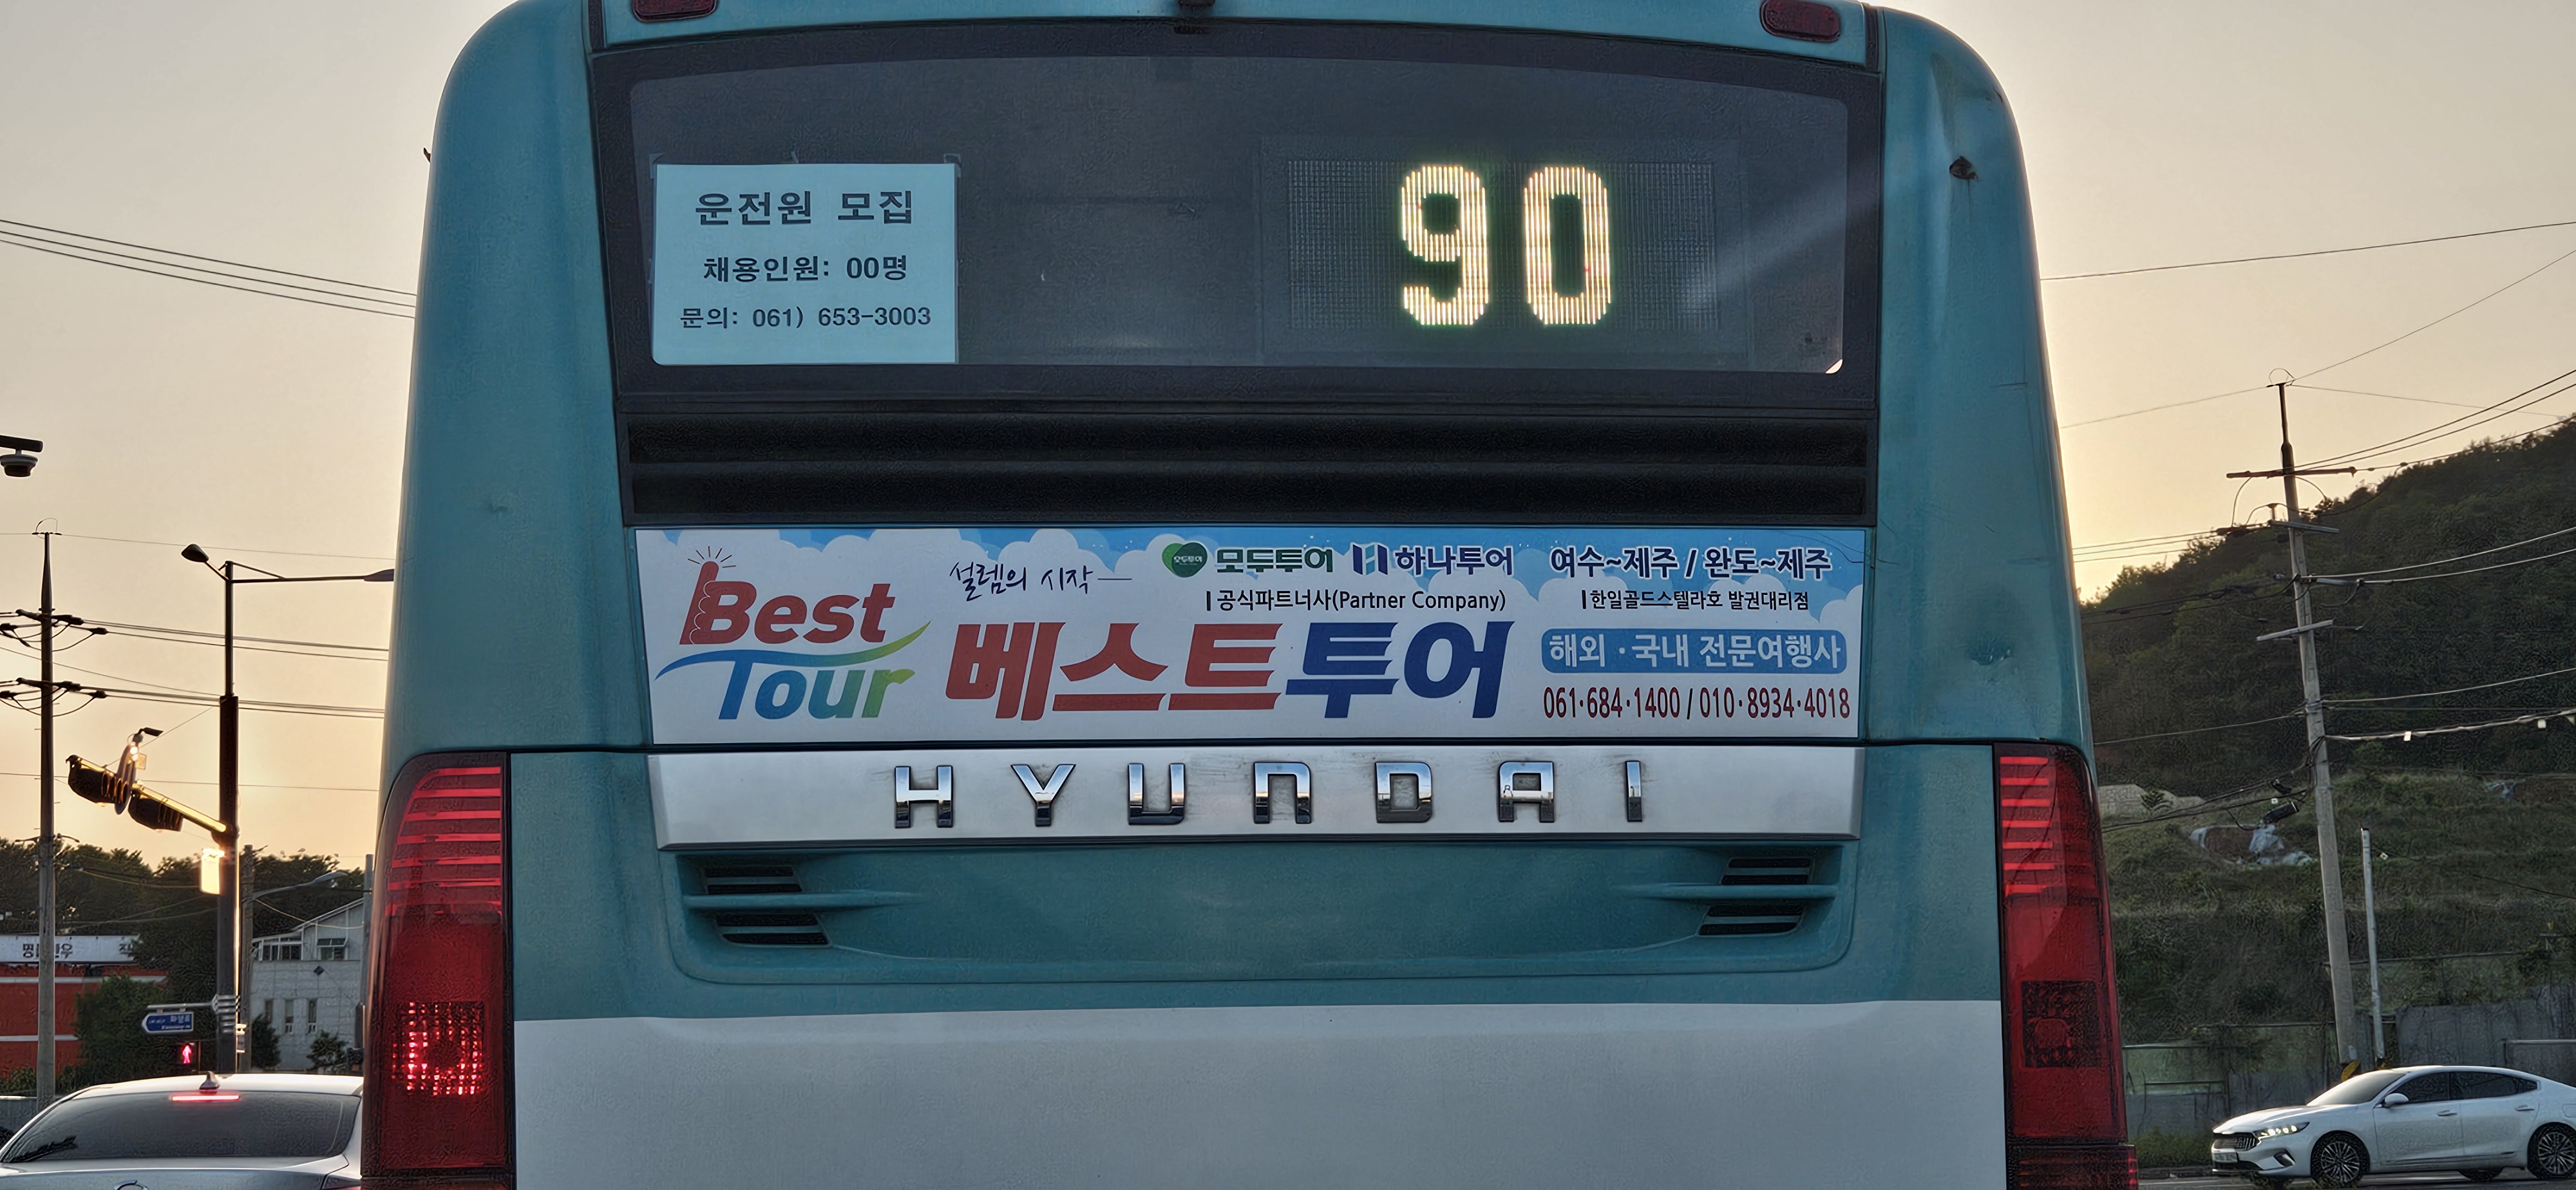 운전원 모집
채용인원: 00명
문의: 061) 653-3003
90
Best
Tour
설렘의 시작
모두투어 모두투어 하나투어
공식파트너사(Partner Company)
베스트투어
여수~제주 / 완도~제주
한일골드스텔라호 발권대리점
해외·국내 전문여행사
061·684·1400 / 010·8934·4018
HYUNDAI